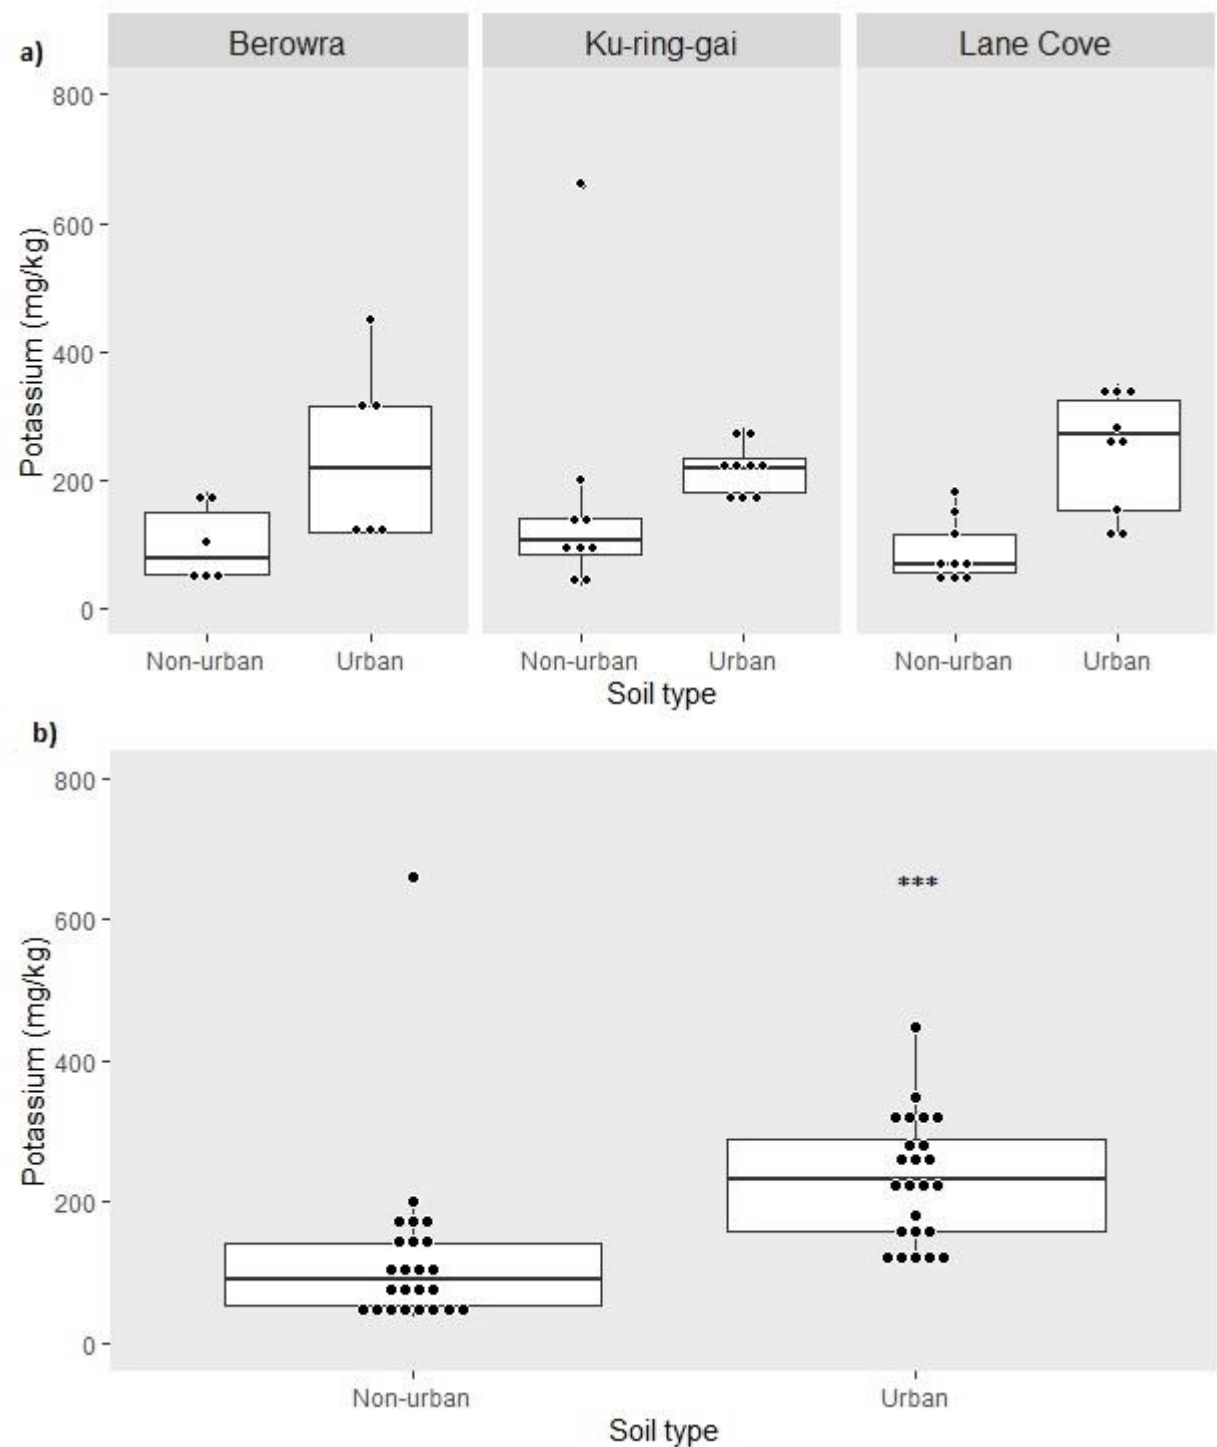 a)
Berowra Ku-ring-gai Lane Cove
800
600
400
200
0
Potassium (mg/kg)
Non-urban Urban Non-urban Urban Non-urban Urban
Soil type
b)
800
600
400
200
0
Potassium (mg/kg)
***
Non-urban Urban
Soil type